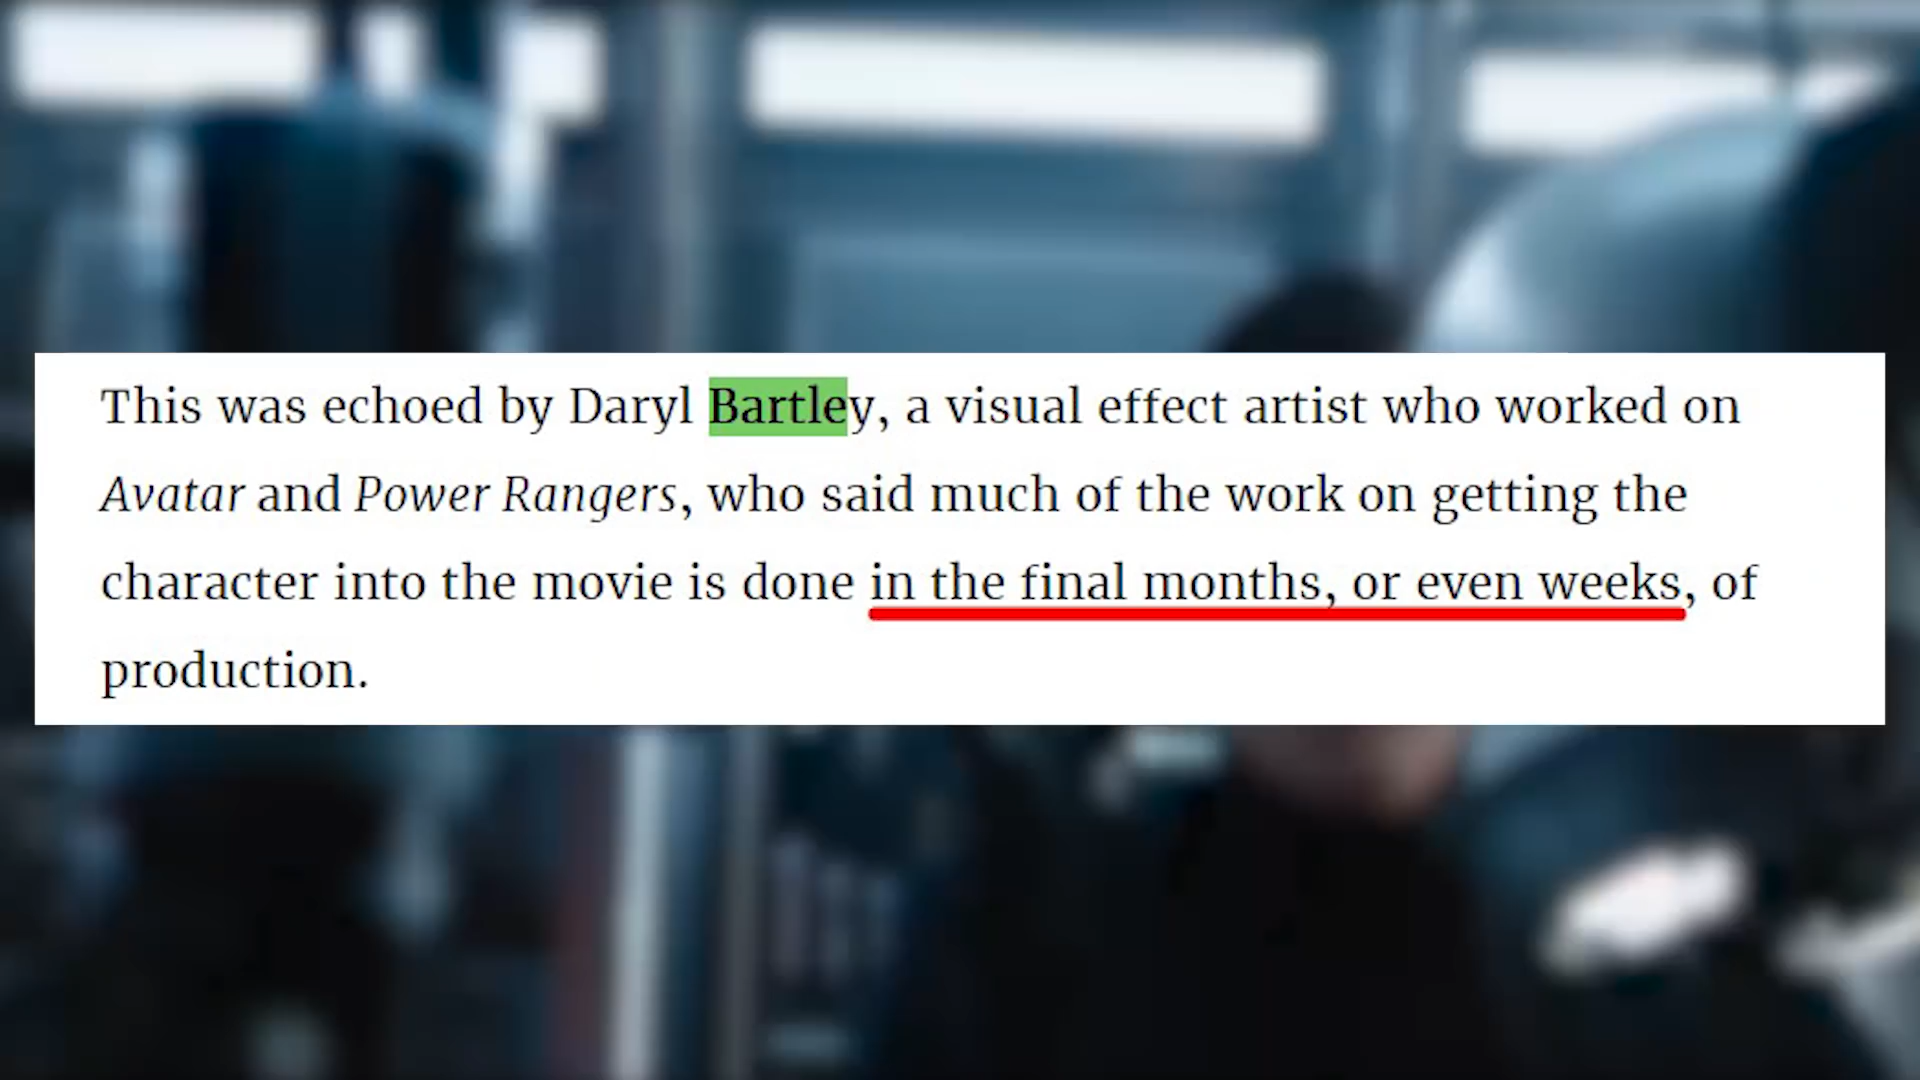 This was echoed by Daryl Bartley, a visual effect artist who worked on
Avatar and Power Rangers, who said much of the work on getting the
character into the movie is done in the final months, or even weeks, of
production.